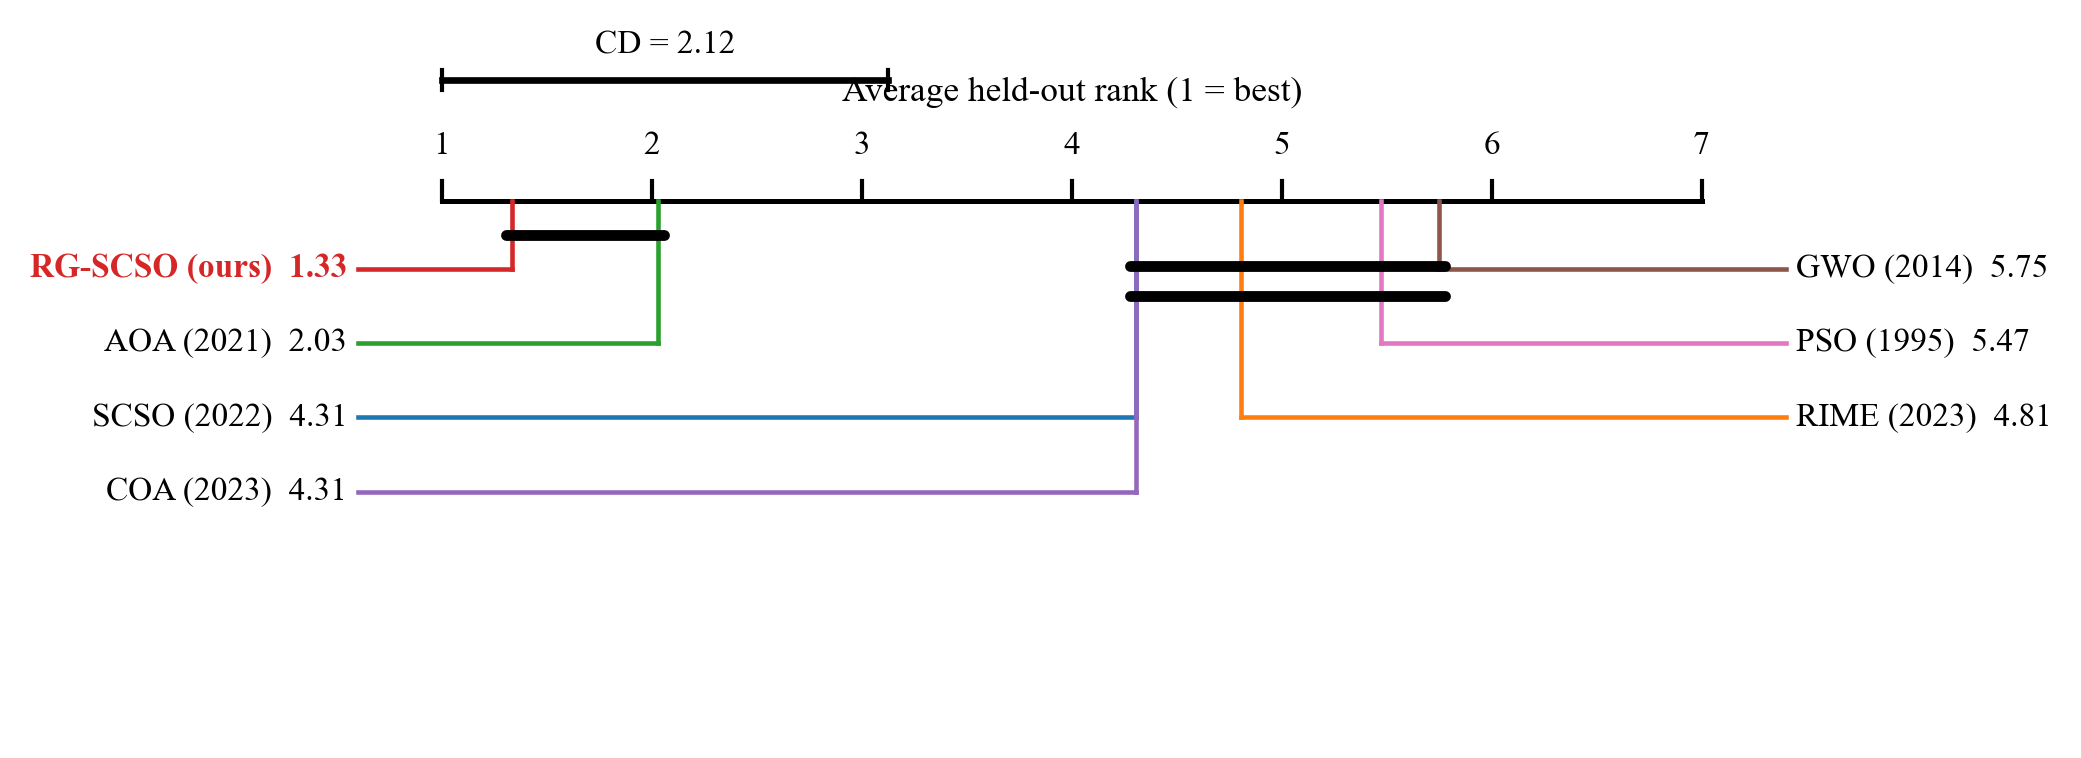 CD = 2.12
Average held-out rank (1 = best)
1 2 3 4 5 6 7
RG-SCSO (ours) 1.33
GWO (2014) 5.75
AOA (2021) 2.03
PSO (1995) 5.47
SCSO (2022) 4.31
RIME (2023) 4.81
COA (2023) 4.31